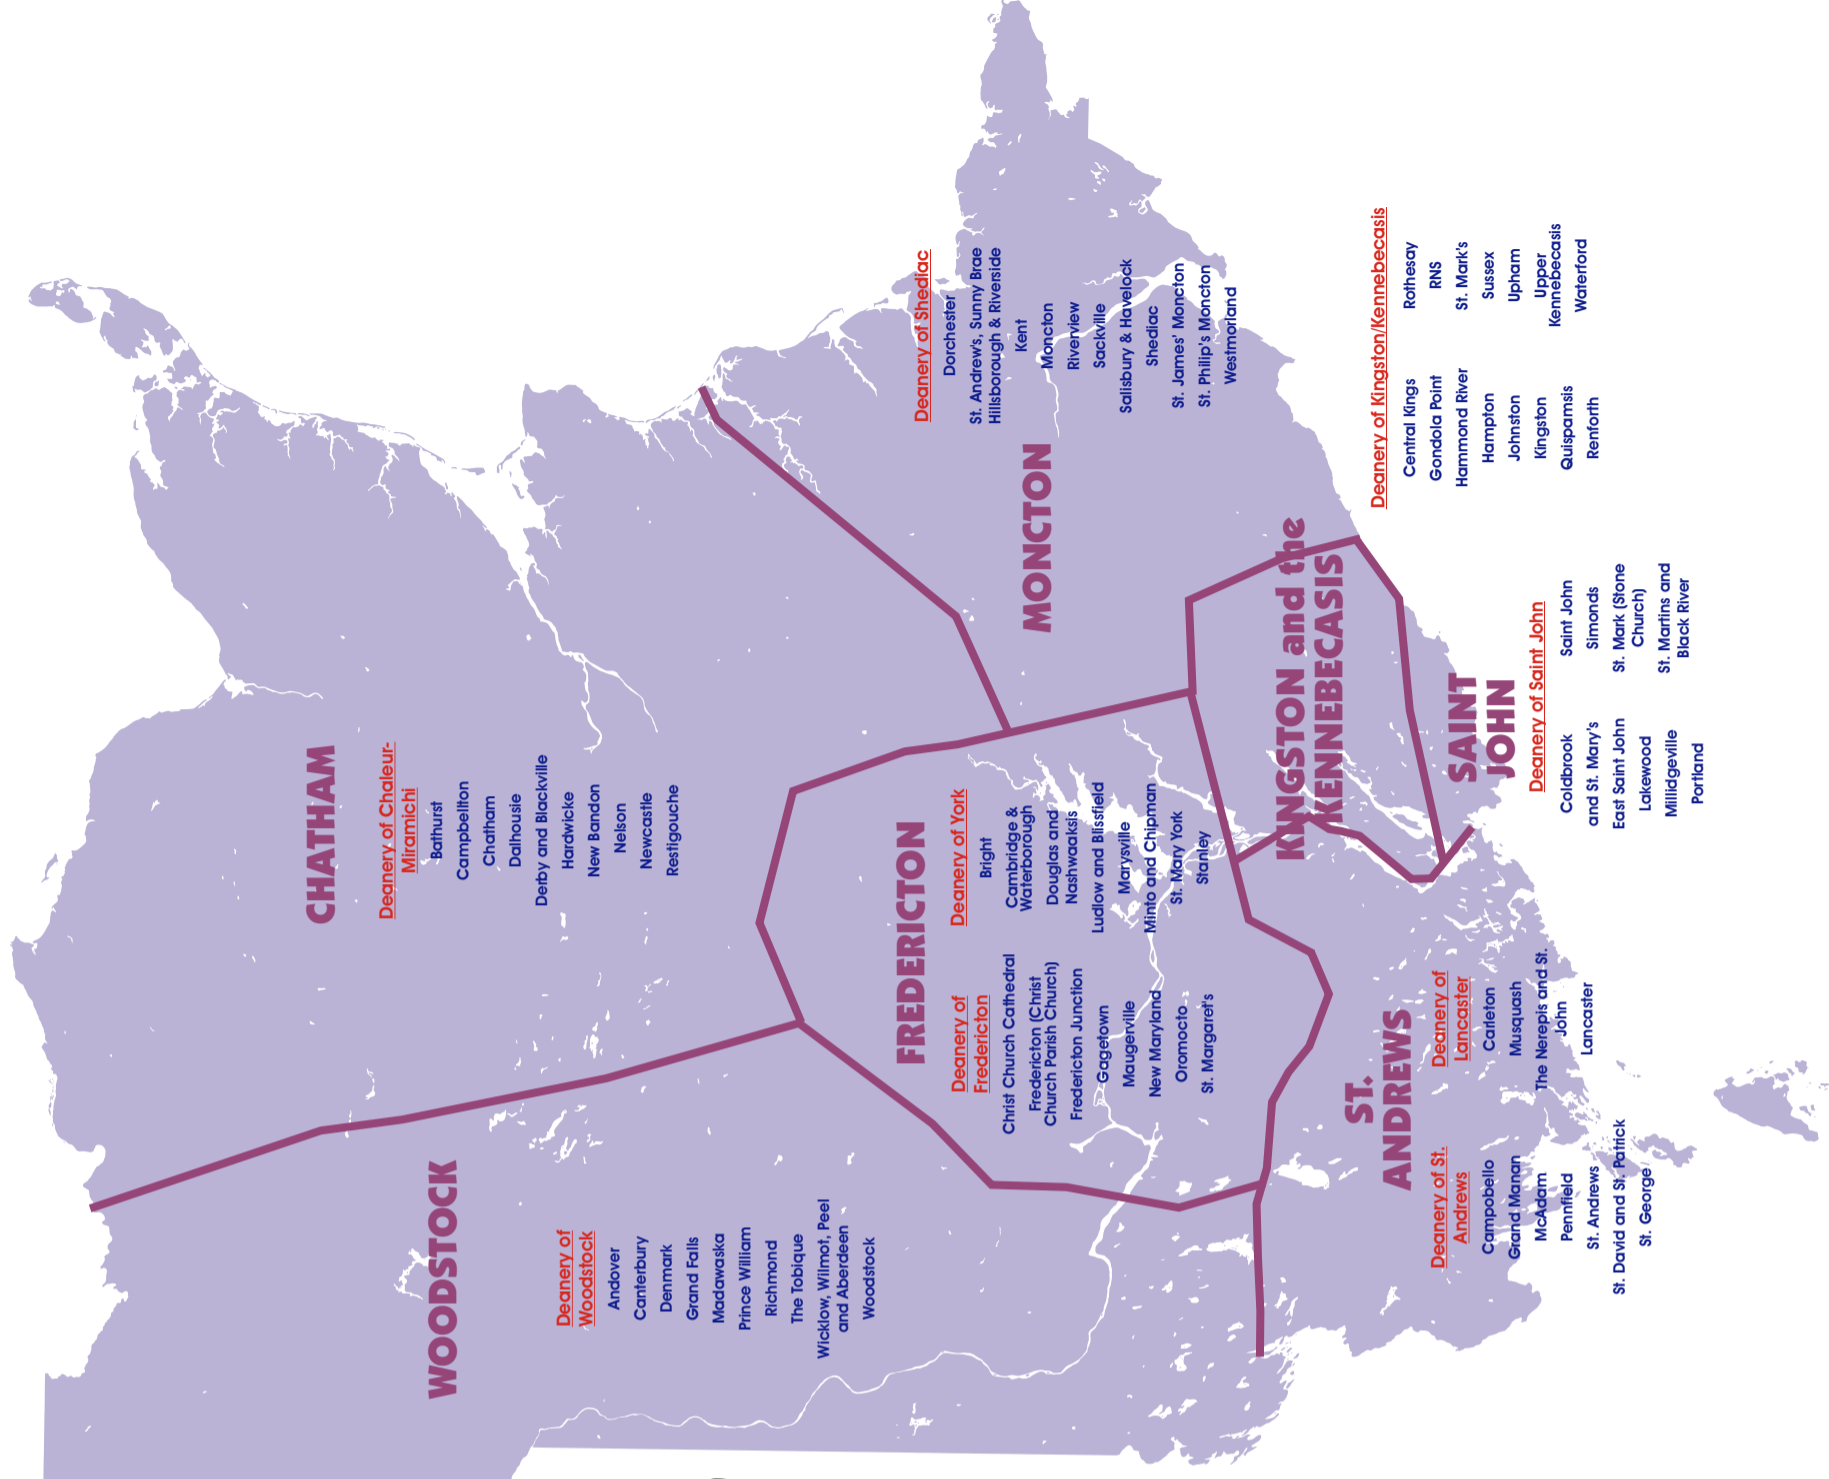 CHATHAM
Deanery of Chaleur-
Miramichi
Bathurst
Campbellton
Chatham
Dalhousie
Derby and Blackville
Hardwicke
New Bandon
Nelson
Newcastle
Restigouche
WOODSTOCK
Deanery of
Woodstock
Andover
Canterbury
Denmark
Grand Falls
Madawaska
Prince William
Richmond
The Tobique
Wicklow, Wilmot, Peel
and Aberdeen
Woodstock
FREDERICTON
Deanery of
Fredericton
Christ Church Cathedral
Fredericton (Christ
Church Parish Church)
Fredericton Junction
Gagetown
Maugerville
New Maryland
Oromocto
St. Margaret's
Deanery of York
Bright
Cambridge &
Waterborough
Douglas and
Nashwaaksis
Ludlow and Blissfield
Marysville
Minto and Chipman
St. Mary York
Stanley
MONCTON
Deanery of Shediac
Dorchester
St. Andrew's, Sunny Brae
Hillsborough & Riverside
Kent
Moncton
Riverview
Sackville
Salisbury & Havelock
Shediac
St. James' Moncton
St. Philip's Moncton
Westmorland
KINGSTON and the
KENNEBECASIS
Deanery of Kingston/Kennebecasis
Central Kings
Gondola Point
Hammond River
Hampton
Johnston
Kingston
Quispamsis
Renforth
Rothesay
RNS
St. Mark's
Sussex
Upham
Upper
Kennebecasis
Waterford
ST.
ANDREWS
Deanery of St.
Andrews
Campobello
Grand Manan
McAdam
Pennfield
St. Andrews
St. David and St. Patrick
St. George
Deanery of
Lancaster
Carleton
Musquash
The Nerepis and St.
John
Lancaster
SAINT
JOHN
Deanery of Saint John
Coldbrook
and St. Mary's
East Saint John
Lakewood
Millidgeville
Portland
Saint John
Simonds
St. Mark (Stone
Church)
St. Martins and
Black River